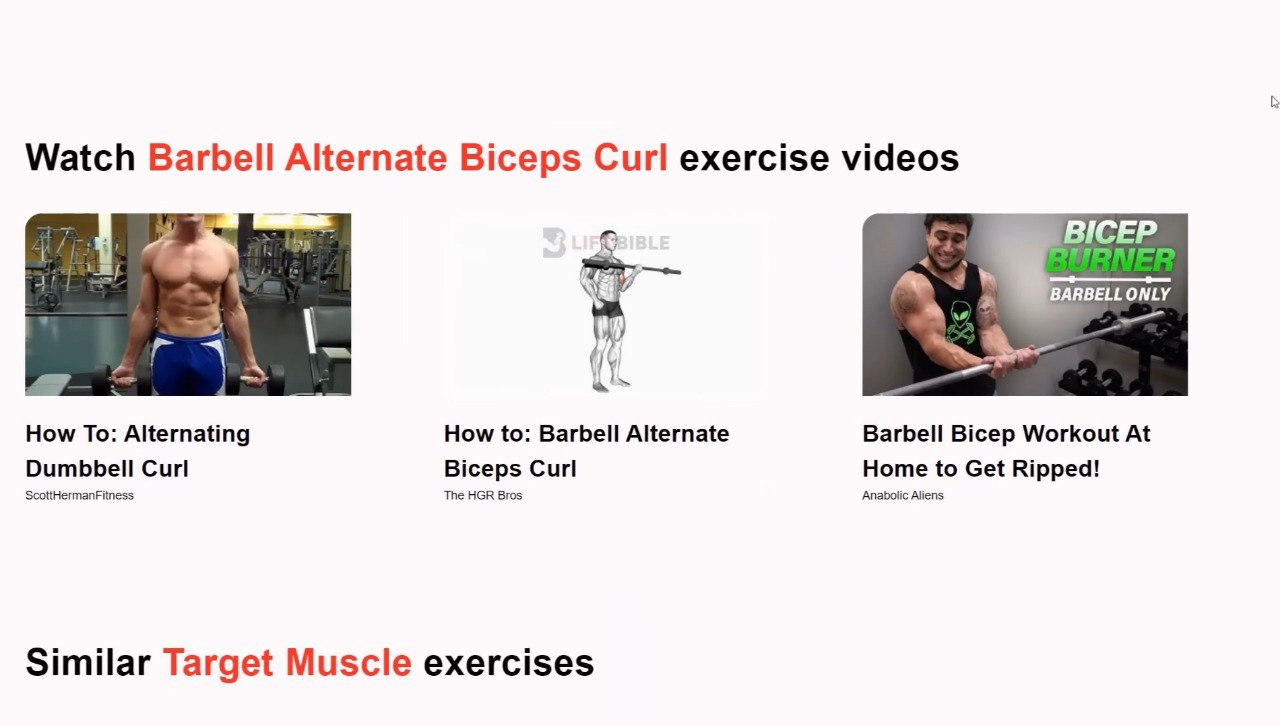 Watch Barbell Alternate Biceps Curl exercise videos
LIFTBIBLE
BICEP
BURNER
BARBELL ONLY
How To: Alternating
Dumbbell Curl
ScottHermanFitness
How to: Barbell Alternate
Biceps Curl
The HGR Bros
Barbell Bicep Workout At
Home to Get Ripped!
Anabolic Aliens
Similar Target Muscle exercises